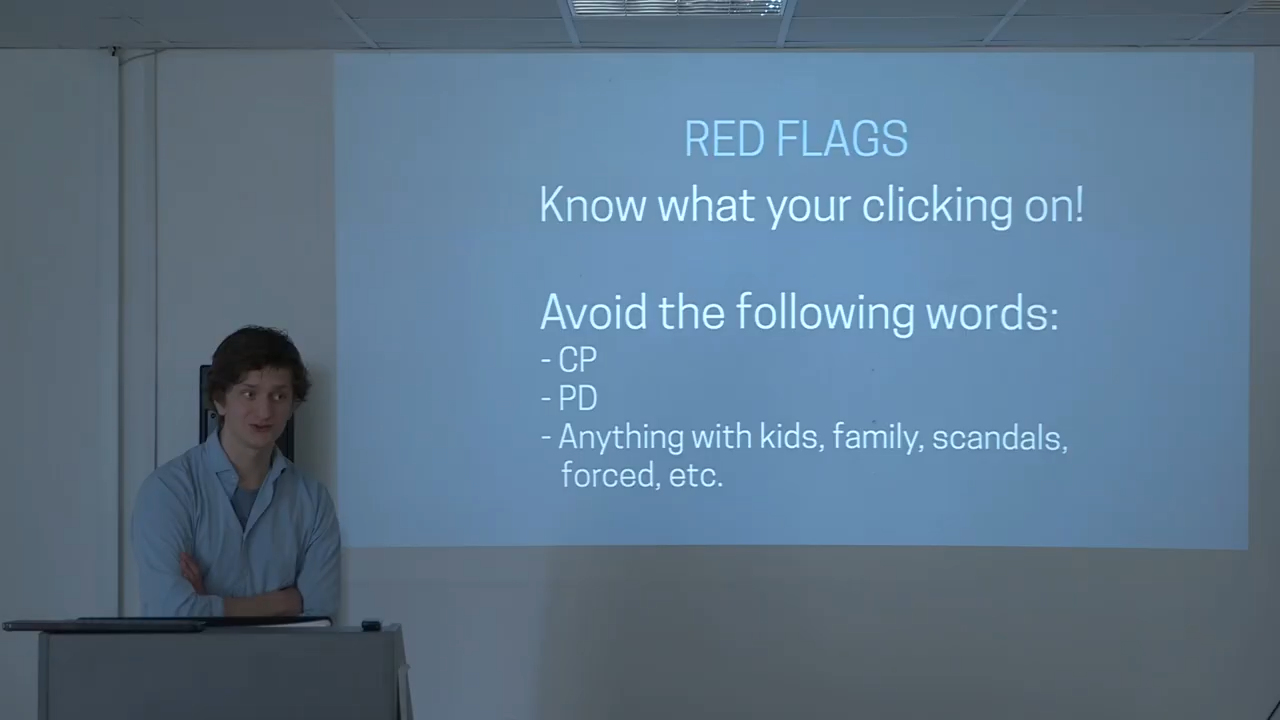 RED FLAGS
Know what your clicking on!
Avoid the following words:
- CP
- PD
- Anything with kids, family, scandals,
forced, etc.